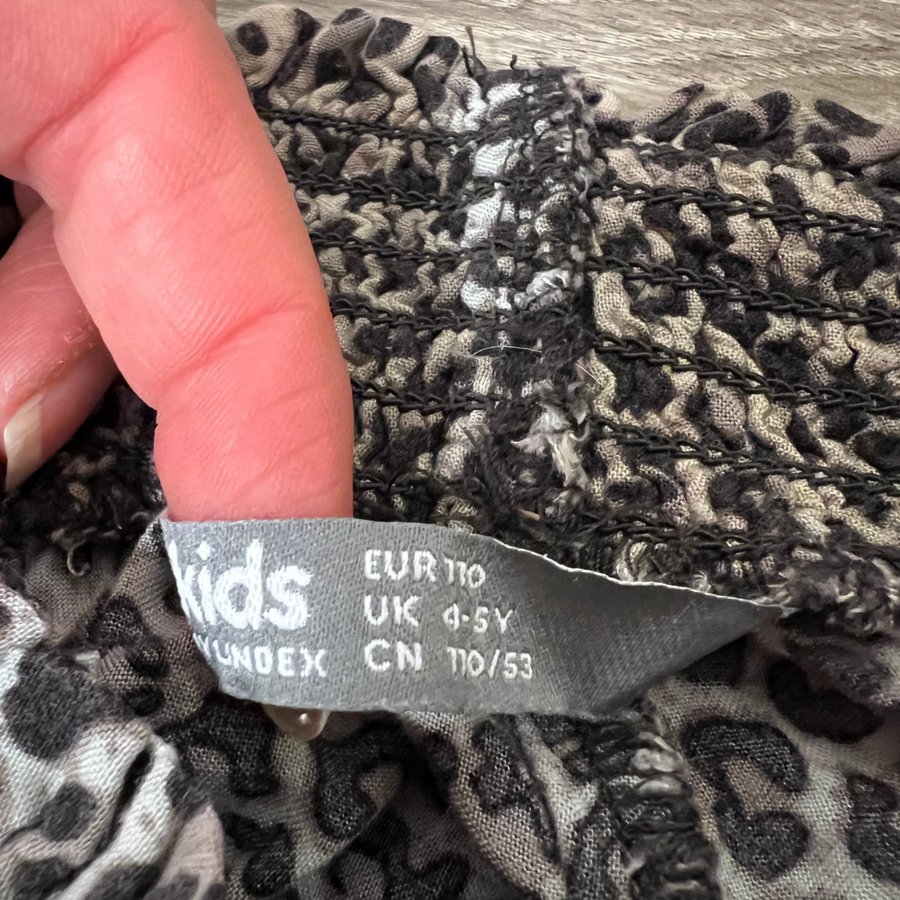 kids
EUR 110
UK 4-5Y
CN 110/53